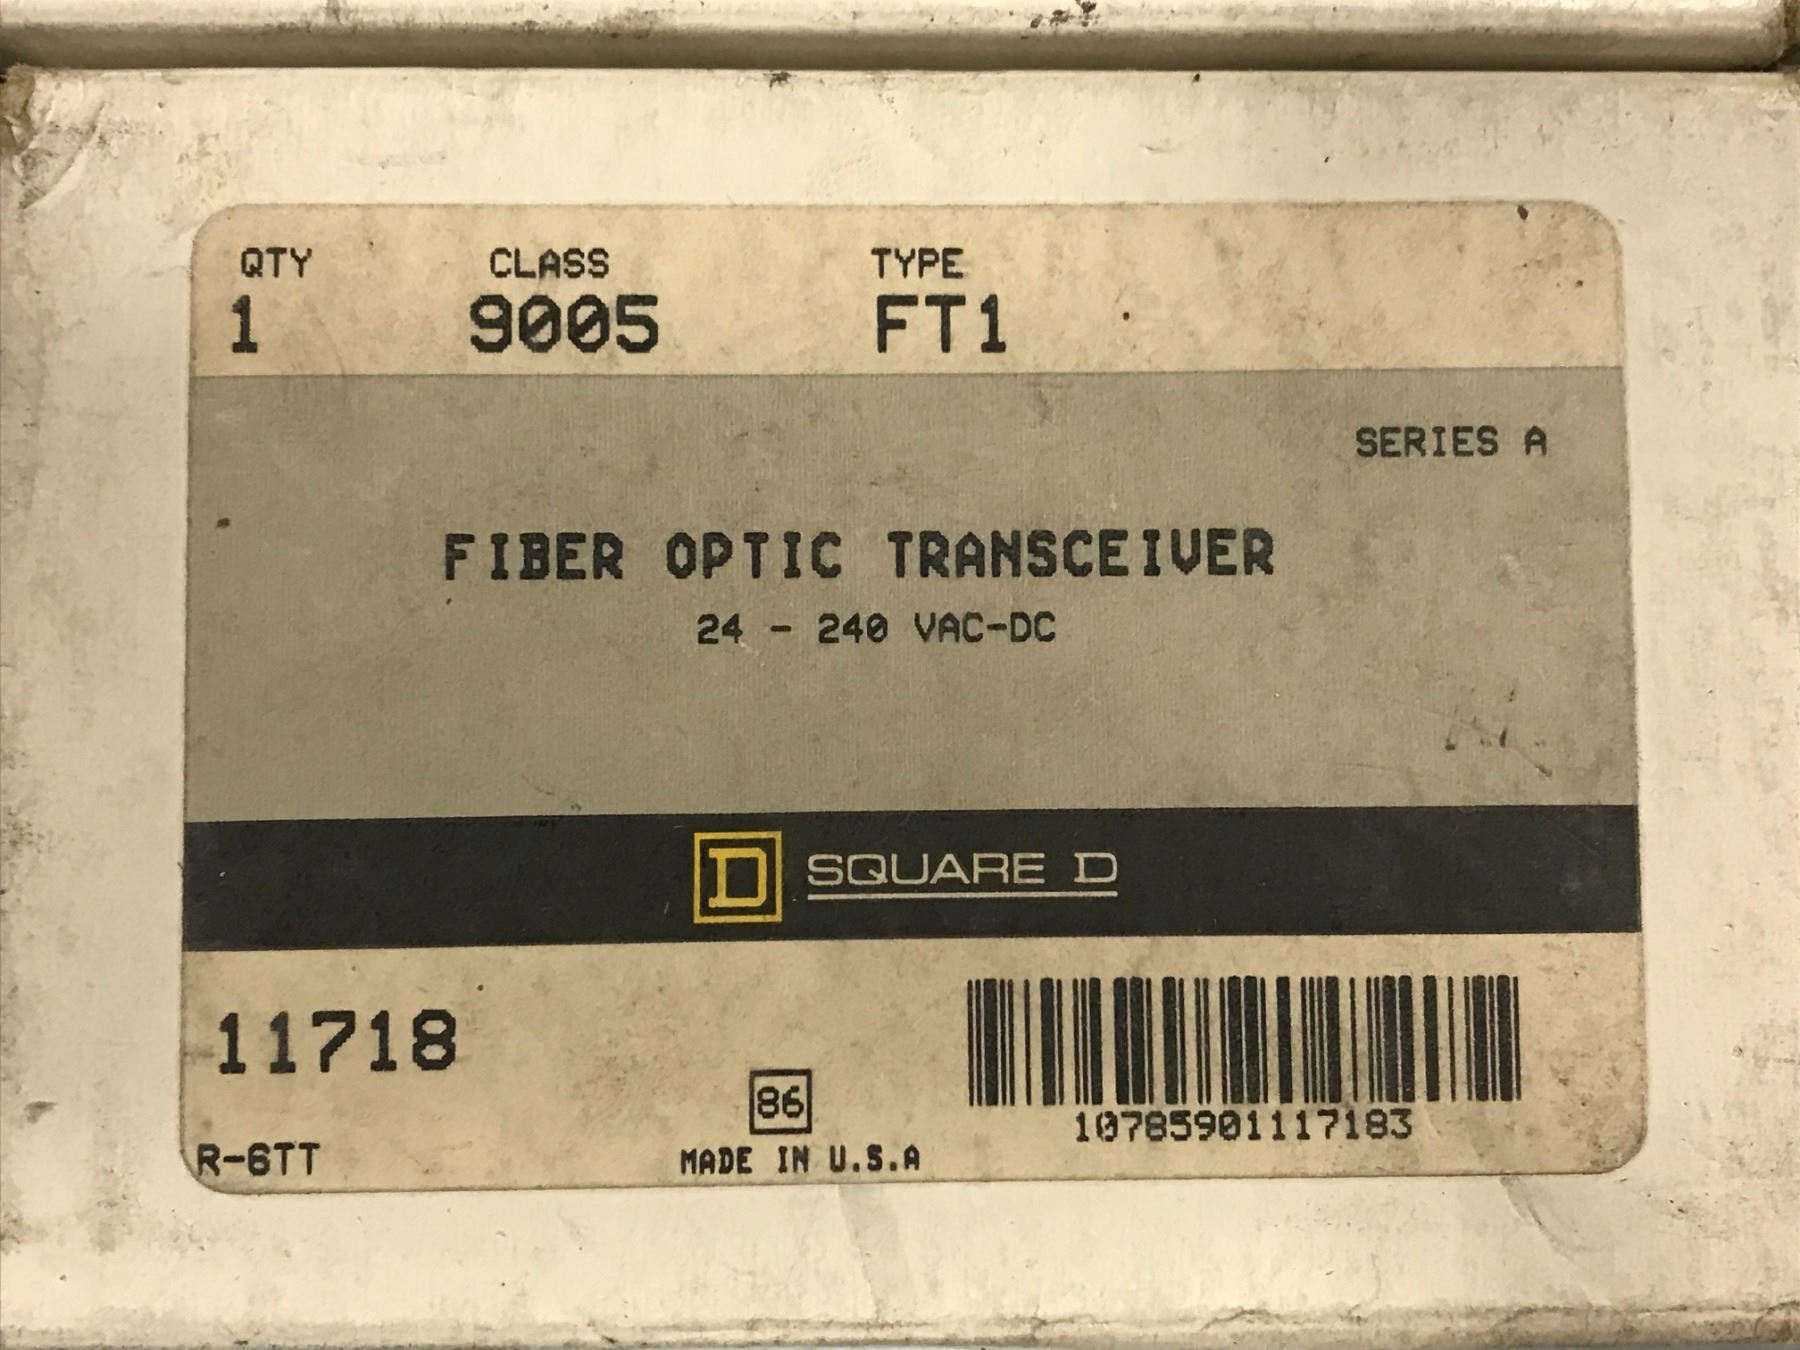 QTY CLASS TYPE
1 9005 FT1
SERIES A
FIBER OPTIC TRANSCEIVER
24 - 240 VAC-DC
D SQUARE D
11718
86
10785901117183
R-6TT
MADE IN U.S.A